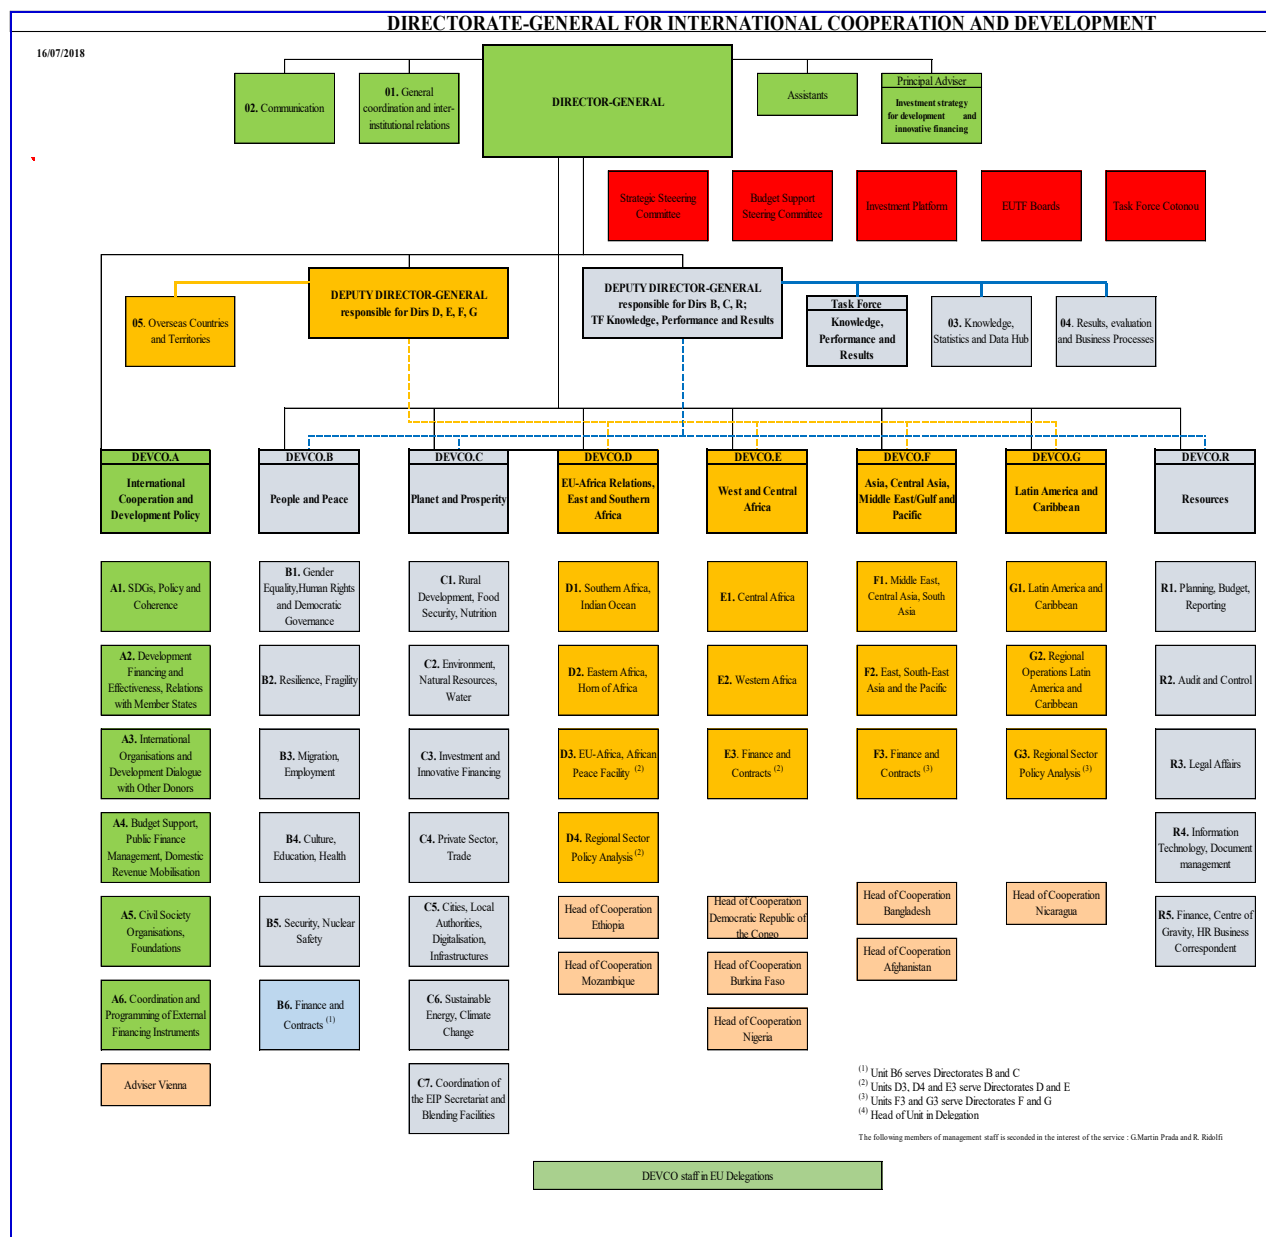 DIRECTORATE-GENERAL FOR INTERNATIONAL COOPERATION AND DEVELOPMENT
16/07/2018
02. Communication
01. General
coordination and inter-
institutional relations
DIRECTOR-GENERAL
Assistants
Principal Adviser
Investment strategy
for development and
innovative financing
Strategic Steeering
Committee
Budget Support
Steering Committee
Investment Platform
EUTF Boards
Task Force Cotonou
05. Overseas Countries
and Territories
DEPUTY DIRECTOR-GENERAL
responsible for Dirs D, E, F, G
DEPUTY DIRECTOR-GENERAL
responsible for Dirs B, C, R;
TF Knowledge, Performance and Results
Task Force
Knowledge,
Performance and
Results
03. Knowledge,
Statistics and Data Hub
04. Results, evaluation
and Business Processes
DEVCO.A
International
Cooperation and
Development Policy
DEVCO.B
People and Peace
DEVCO.C
Planet and Prosperity
DEVCO.D
EU-Africa Relations,
East and Southern
Africa
DEVCO.E
West and Central
Africa
DEVCO.F
Asia, Central Asia,
Middle East/Gulf and
Pacific
DEVCO.G
Latin America and
Caribbean
DEVCO.R
Resources
A1. SDGs, Policy and
Coherence
B1. Gender
Equality,Human Rights
and Democratic
Governance
C1. Rural
Development, Food
Security, Nutrition
D1. Southern Africa,
Indian Ocean
E1. Central Africa
F1. Middle East,
Central Asia, South
Asia
G1. Latin America and
Caribbean
R1. Planning, Budget,
Reporting
A2. Development
Financing and
Effectiveness, Relations
with Member States
B2. Resilience, Fragility
C2. Environment,
Natural Resources,
Water
D2. Eastern Africa,
Horn of Africa
E2. Western Africa
F2. East, South-East
Asia and the Pacific
G2. Regional
Operations Latin
America and
Caribbean
R2. Audit and Control
A3. International
Organisations and
Development Dialogue
with Other Donors
B3. Migration,
Employment
C3. Investment and
Innovative Financing
D3. EU-Africa, African
Peace Facility (2)
E3. Finance and
Contracts (2)
F3. Finance and
Contracts (3)
G3. Regional Sector
Policy Analysis (3)
R3. Legal Affairs
A4. Budget Support,
Public Finance
Management, Domestic
Revenue Mobilisation
B4. Culture,
Education, Health
C4. Private Sector,
Trade
D4. Regional Sector
Policy Analysis (2)
R4. Information
Technology, Document
management
A5. Civil Society
Organisations,
Foundations
B5. Security, Nuclear
Safety
C5. Cities, Local
Authorities,
Digitalisation,
Infrastructures
Head of Cooperation
Ethiopia
Head of Cooperation
Democratic Republic of
the Congo
Head of Cooperation
Bangladesh
Head of Cooperation
Nicaragua
R5. Finance, Centre of
Gravity, HR Business
Correspondent
A6. Coordination and
Programming of External
Financing Instruments
B6. Finance and
Contracts (1)
C6. Sustainable
Energy, Climate
Change
Head of Cooperation
Mozambique
Head of Cooperation
Burkina Faso
Head of Cooperation
Afghanistan
Head of Cooperation
Nigeria
Adviser Vienna
C7. Coordination of
the EIP Secretariat and
Blending Facilities
(1) Unit B6 serves Directorates B and C
(2) Units D3, D4 and E3 serve Directorates D and E
(3) Units F3 and G3 serve Directorates F and G
(4) Head of Unit in Delegation
The following members of management staff is seconded in the interest of the service : G.Martin Prada and R. Ridolfi
DEVCO staff in EU Delegations